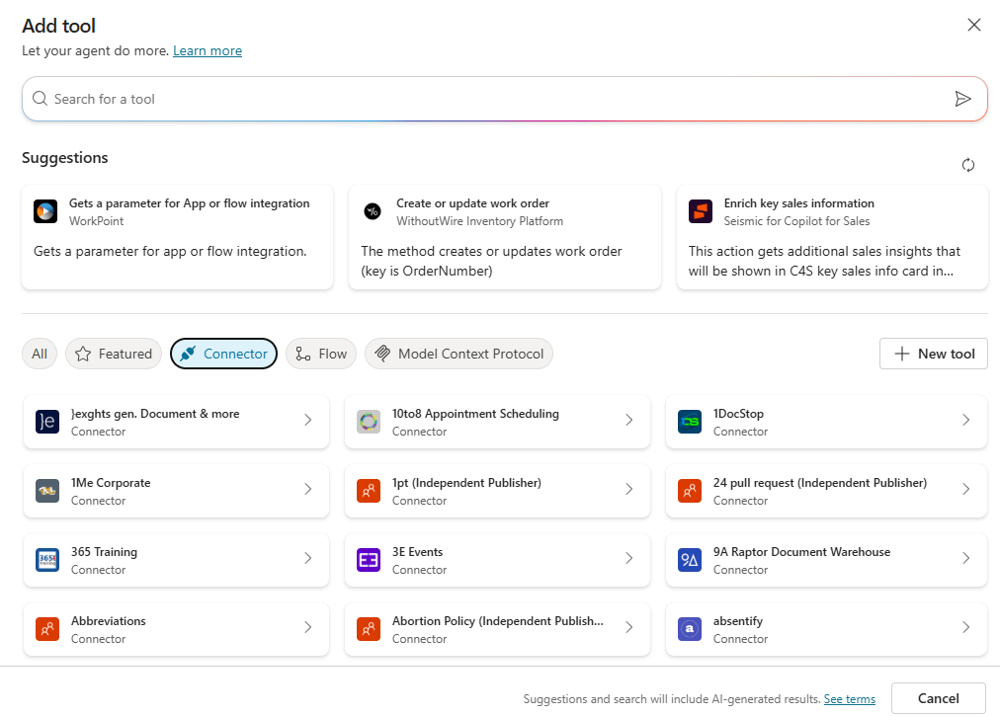 Add tool
Let your agent do more. Learn more
Search for a tool
Suggestions
Gets a parameter for App or flow integration
WorkPoint
Gets a parameter for app or flow integration.
Create or update work order
WithoutWire Inventory Platform
The method creates or updates work order
(key is OrderNumber)
Enrich key sales information
Seismic for Copilot for Sales
This action gets additional sales insights that
will be shown in C4S key sales info card in...
All
Featured
Connector
Flow
Model Context Protocol
New tool
}e
}exghts gen. Document & more
Connector
10to8 Appointment Scheduling
Connector
1DocStop
Connector
1Me Corporate
Connector
1pt (Independent Publisher)
Connector
24 pull request (Independent Publisher)
Connector
365 Training
Connector
3E Events
Connector
9A Raptor Document Warehouse
Connector
Abbreviations
Connector
Abortion Policy (Independent Publish...
Connector
a
absentify
Connector
Suggestions and search will include AI-generated results. See terms
Cancel